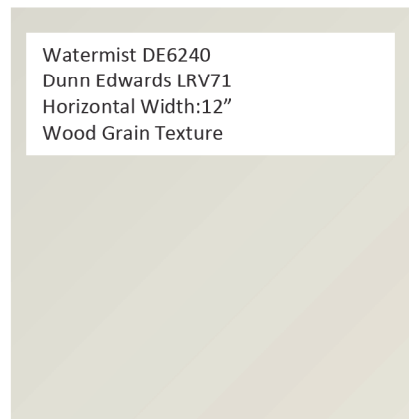 Watermist DE6240
Dunn Edwards LRV71
Horizontal Width:12”
Wood Grain Texture